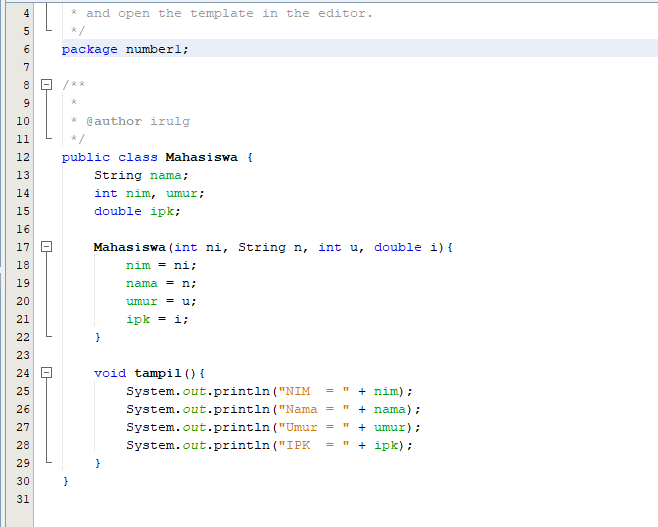 4 * and open the template in the editor.
5 */
6 package number1;
7
8 /**
9 *
10 * @author irulg
11 */
12 public class Mahasiswa {
13 String nama;
14 int nim, umur;
15 double ipk;
16
17 Mahasiswa(int ni, String n, int u, double i){
18 nim = ni;
19 nama = n;
20 umur = u;
21 ipk = i;
22 }
23
24 void tampil(){
25 System.out.println("NIM  = " + nim);
26 System.out.println("Nama = " + nama);
27 System.out.println("Umur = " + umur);
28 System.out.println("IPK  = " + ipk);
29 }
30 }
31